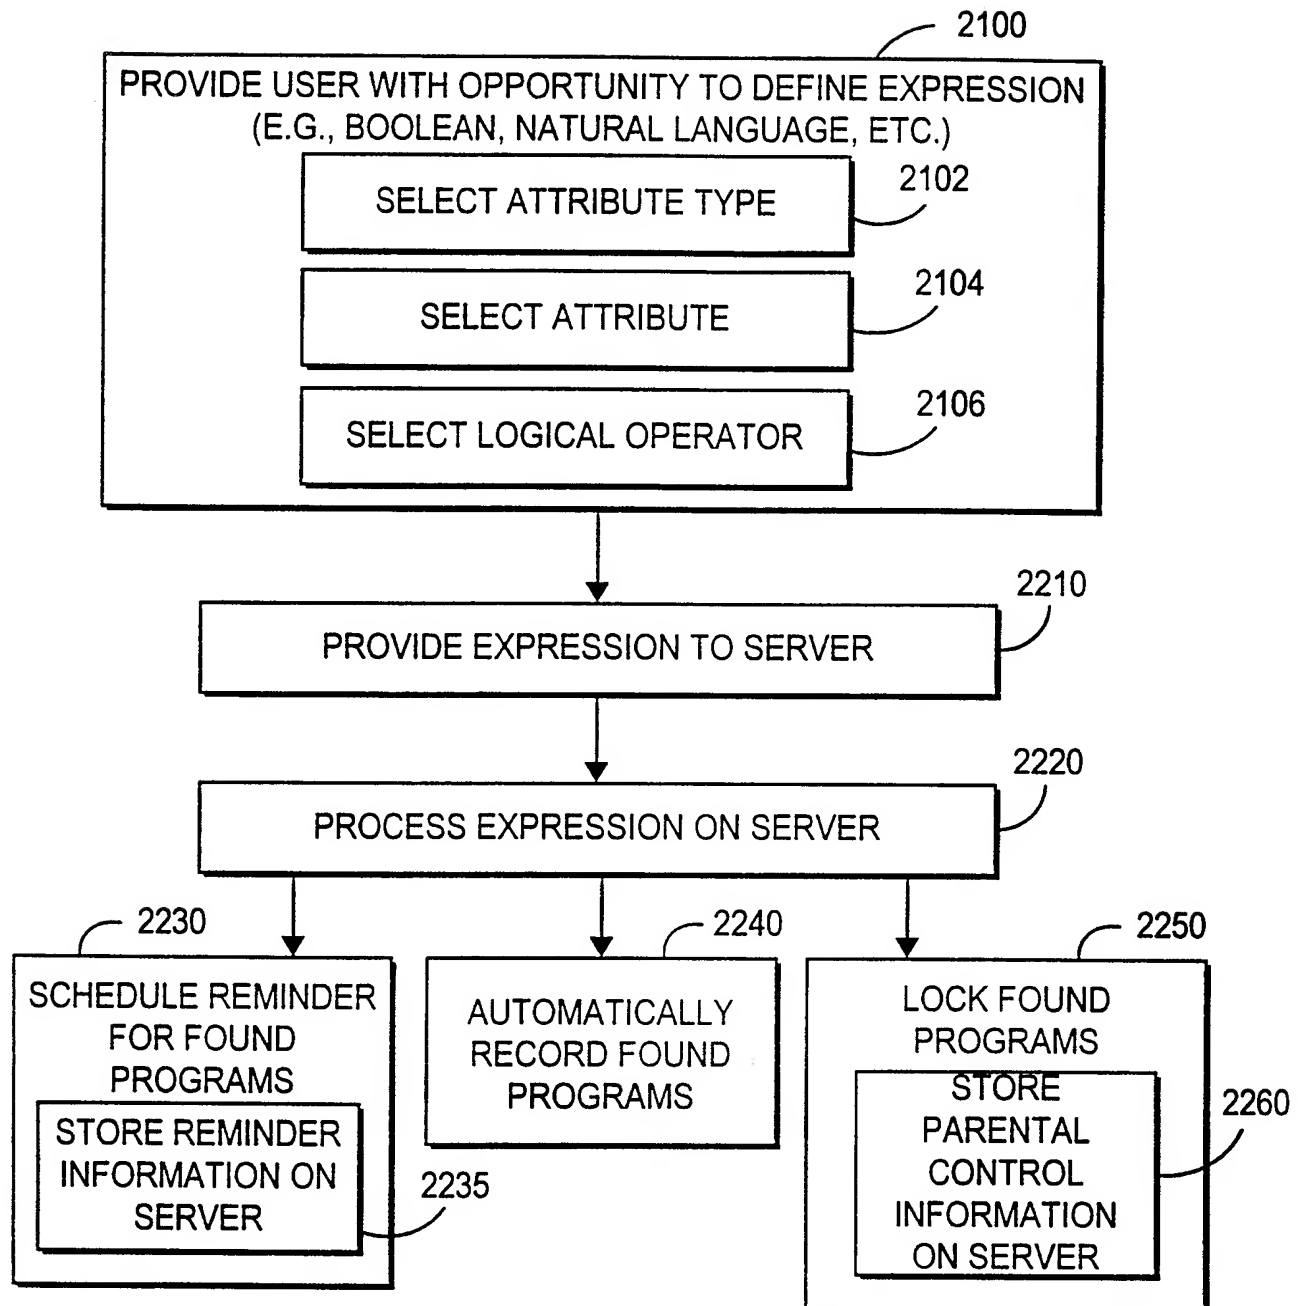 2100
PROVIDE USER WITH OPPORTUNITY TO DEFINE EXPRESSION
(E.G., BOOLEAN, NATURAL LANGUAGE, ETC.)
SELECT ATTRIBUTE TYPE
2102
SELECT ATTRIBUTE
2104
SELECT LOGICAL OPERATOR
2106
PROVIDE EXPRESSION TO SERVER
2210
PROCESS EXPRESSION ON SERVER
2220
2230
SCHEDULE REMINDER
FOR FOUND
PROGRAMS
STORE REMINDER
INFORMATION ON
SERVER
2235
2240
AUTOMATICALLY
RECORD FOUND
PROGRAMS
2250
LOCK FOUND
PROGRAMS
STORE
PARENTAL
CONTROL
INFORMATION
ON SERVER
2260